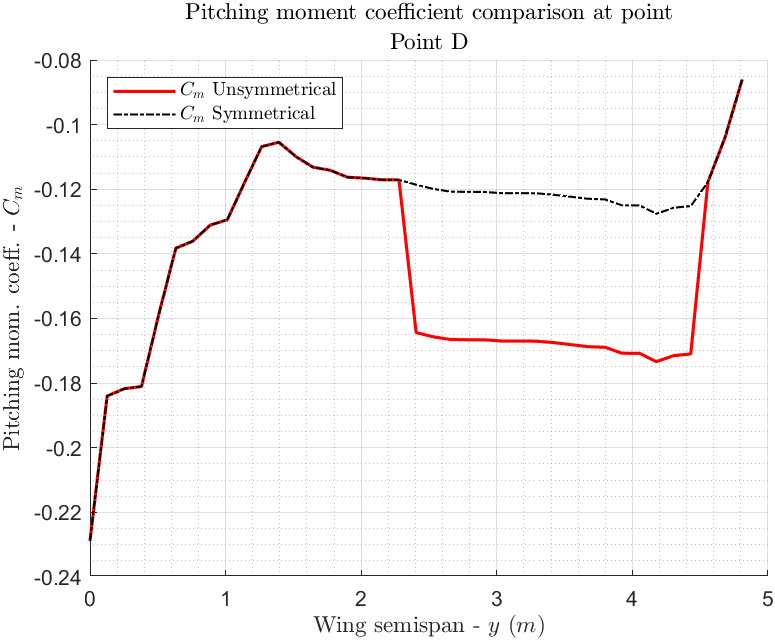 Pitching moment coefficient comparison at point
Point D
C_m Unsymmetrical
C_m Symmetrical
Pitching mom. coeff. - C_m
-0.08
-0.1
-0.12
-0.14
-0.16
-0.18
-0.2
-0.22
-0.24
0 1 2 3 4 5
Wing semispan - y (m)